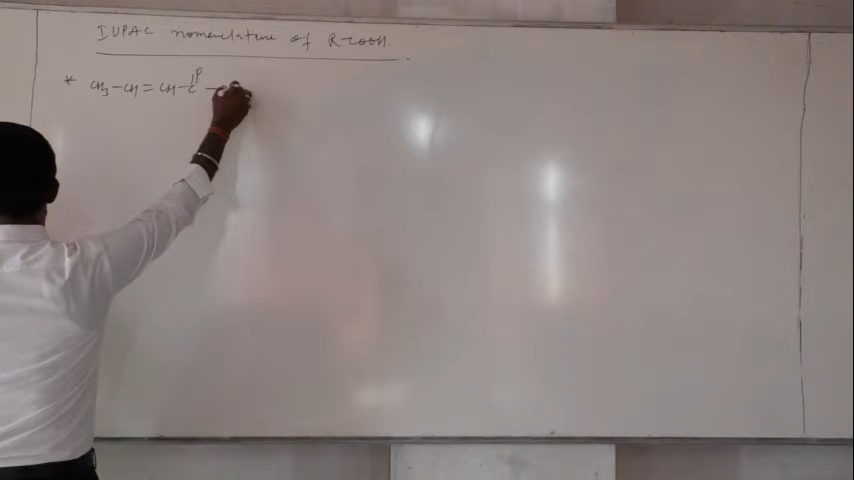 IUPAC nomenclature of R-COOH.
* CH₃-CH=CH-C-